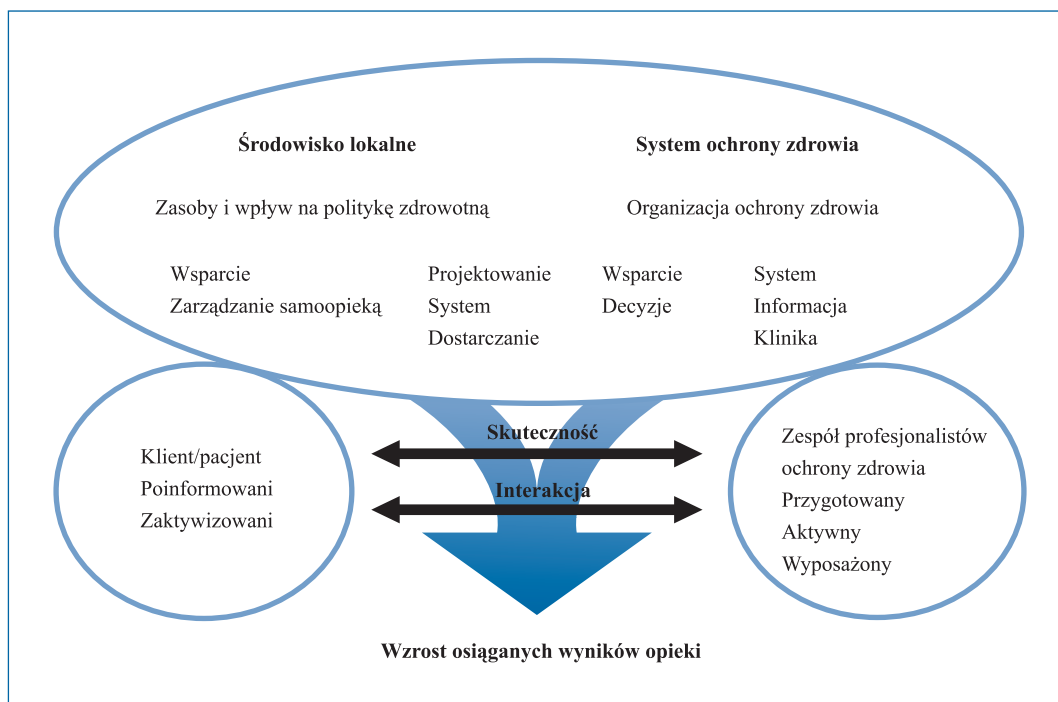 Środowisko lokalne
System ochrony zdrowia
Zasoby i wpływ na politykę zdrowotną
Organizacja ochrony zdrowia
Wsparcie
Zarządzanie samoopieką
Projektowanie
System
Dostarczanie
Wsparcie
Decyzje
System
Informacja
Klinika
Klient/pacjent
Poinformowani
Zaktywizowani
Skuteczność
Interakcja
Zespół profesjonalistów
ochrony zdrowia
Przygotowany
Aktywny
Wyposażony
Wzrost osiąganych wyników opieki